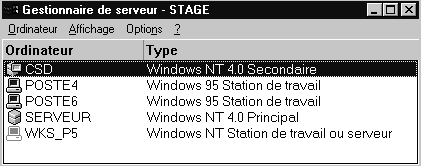 Gestionnaire de serveur - STAGE
Ordinateur Affichage Options ?
Ordinateur Type
CSD Windows NT 4.0 Secondaire
POSTE4 Windows 95 Station de travail
POSTE6 Windows 95 Station de travail
SERVEUR Windows NT 4.0 Principal
WKS_P5 Windows NT Station de travail ou serveur